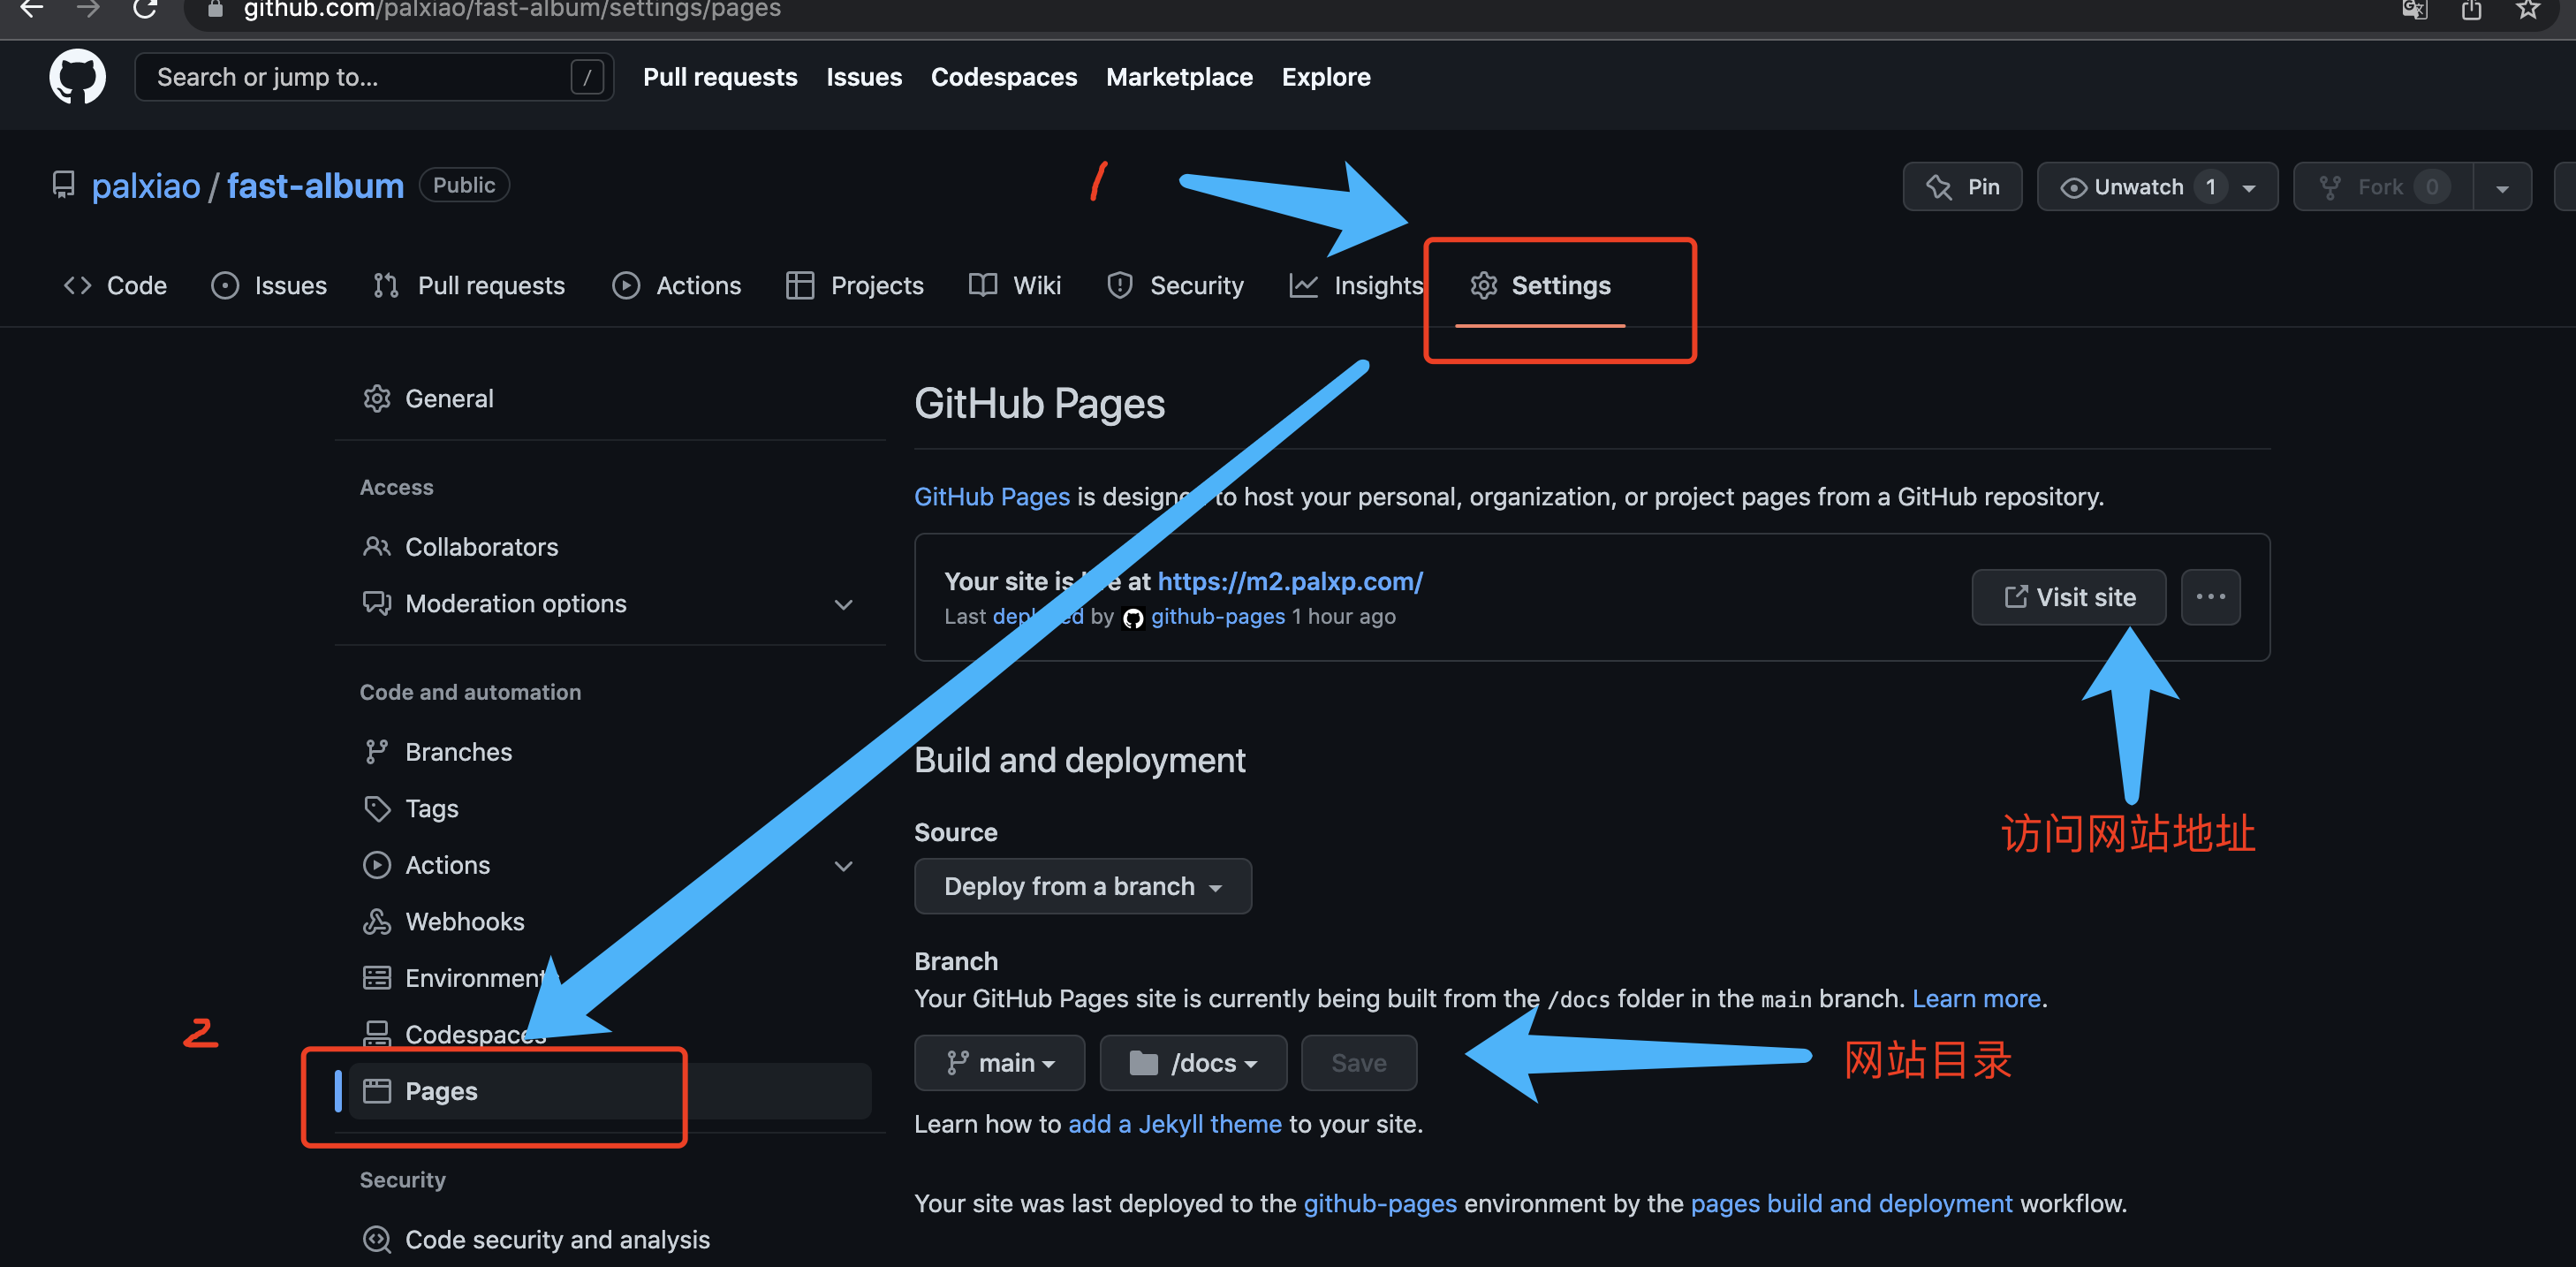 github.com/palxiao/fast-album/settings/pages
Search or jump to... /
Pull requests Issues Codespaces Marketplace Explore
palxiao / fast-album Public
1
Pin
Unwatch 1
Fork 0
Code Issues Pull requests Actions Projects Wiki Security Insights Settings
General
Access
Collaborators
Moderation options
Code and automation
Branches
Tags
Actions
Webhooks
Environment
Codespaces
2
Pages
Security
Code security and analysis
GitHub Pages
GitHub Pages is designed to host your personal, organization, or project pages from a GitHub repository.
Your site is live at https://m2.palxp.com/
Last deployed by github-pages 1 hour ago
Visit site
访问网站地址
Build and deployment
Source
Deploy from a branch
Branch
Your GitHub Pages site is currently being built from the /docs folder in the main branch. Learn more.
main /docs Save
网站目录
Learn how to add a Jekyll theme to your site.
Your site was last deployed to the github-pages environment by the pages build and deployment workflow.